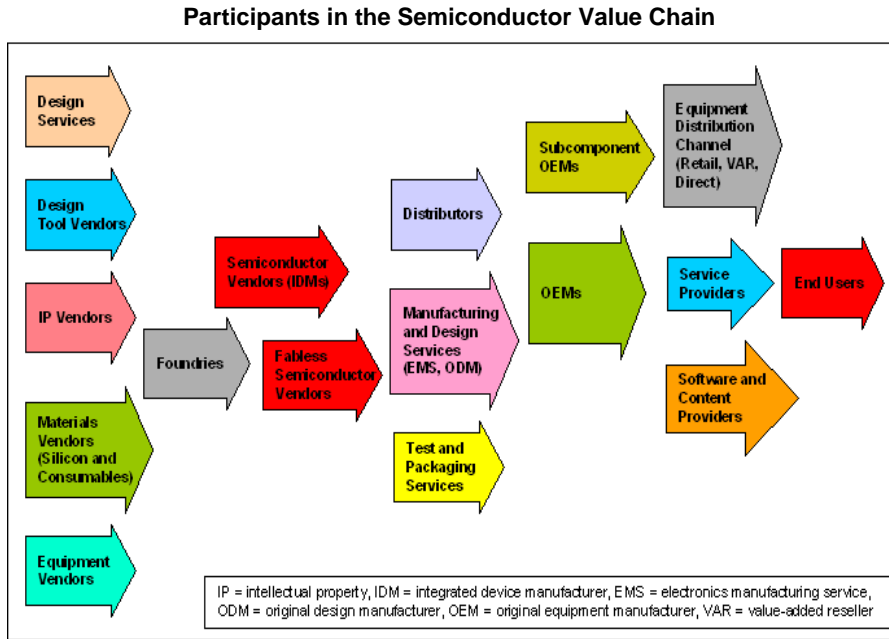 Participants in the Semiconductor Value Chain
Design
Services
Design
Tool Vendors
IP Vendors
Materials
Vendors
(Silicon and
Consumables)
Equipment
Vendors
Foundries
Semiconductor
Vendors (IDMs)
Fabless
Semiconductor
Vendors
Distributors
Manufacturing
and Design
Services
(EMS, ODM)
Test and
Packaging
Services
Subcomponent
OEMs
OEMs
Equipment
Distribution
Channel
(Retail, VAR,
Direct)
Service
Providers
Software and
Content
Providers
End Users
IP = intellectual property, IDM = integrated device manufacturer, EMS = electronics manufacturing service,
ODM = original design manufacturer, OEM = original equipment manufacturer, VAR = value-added reseller